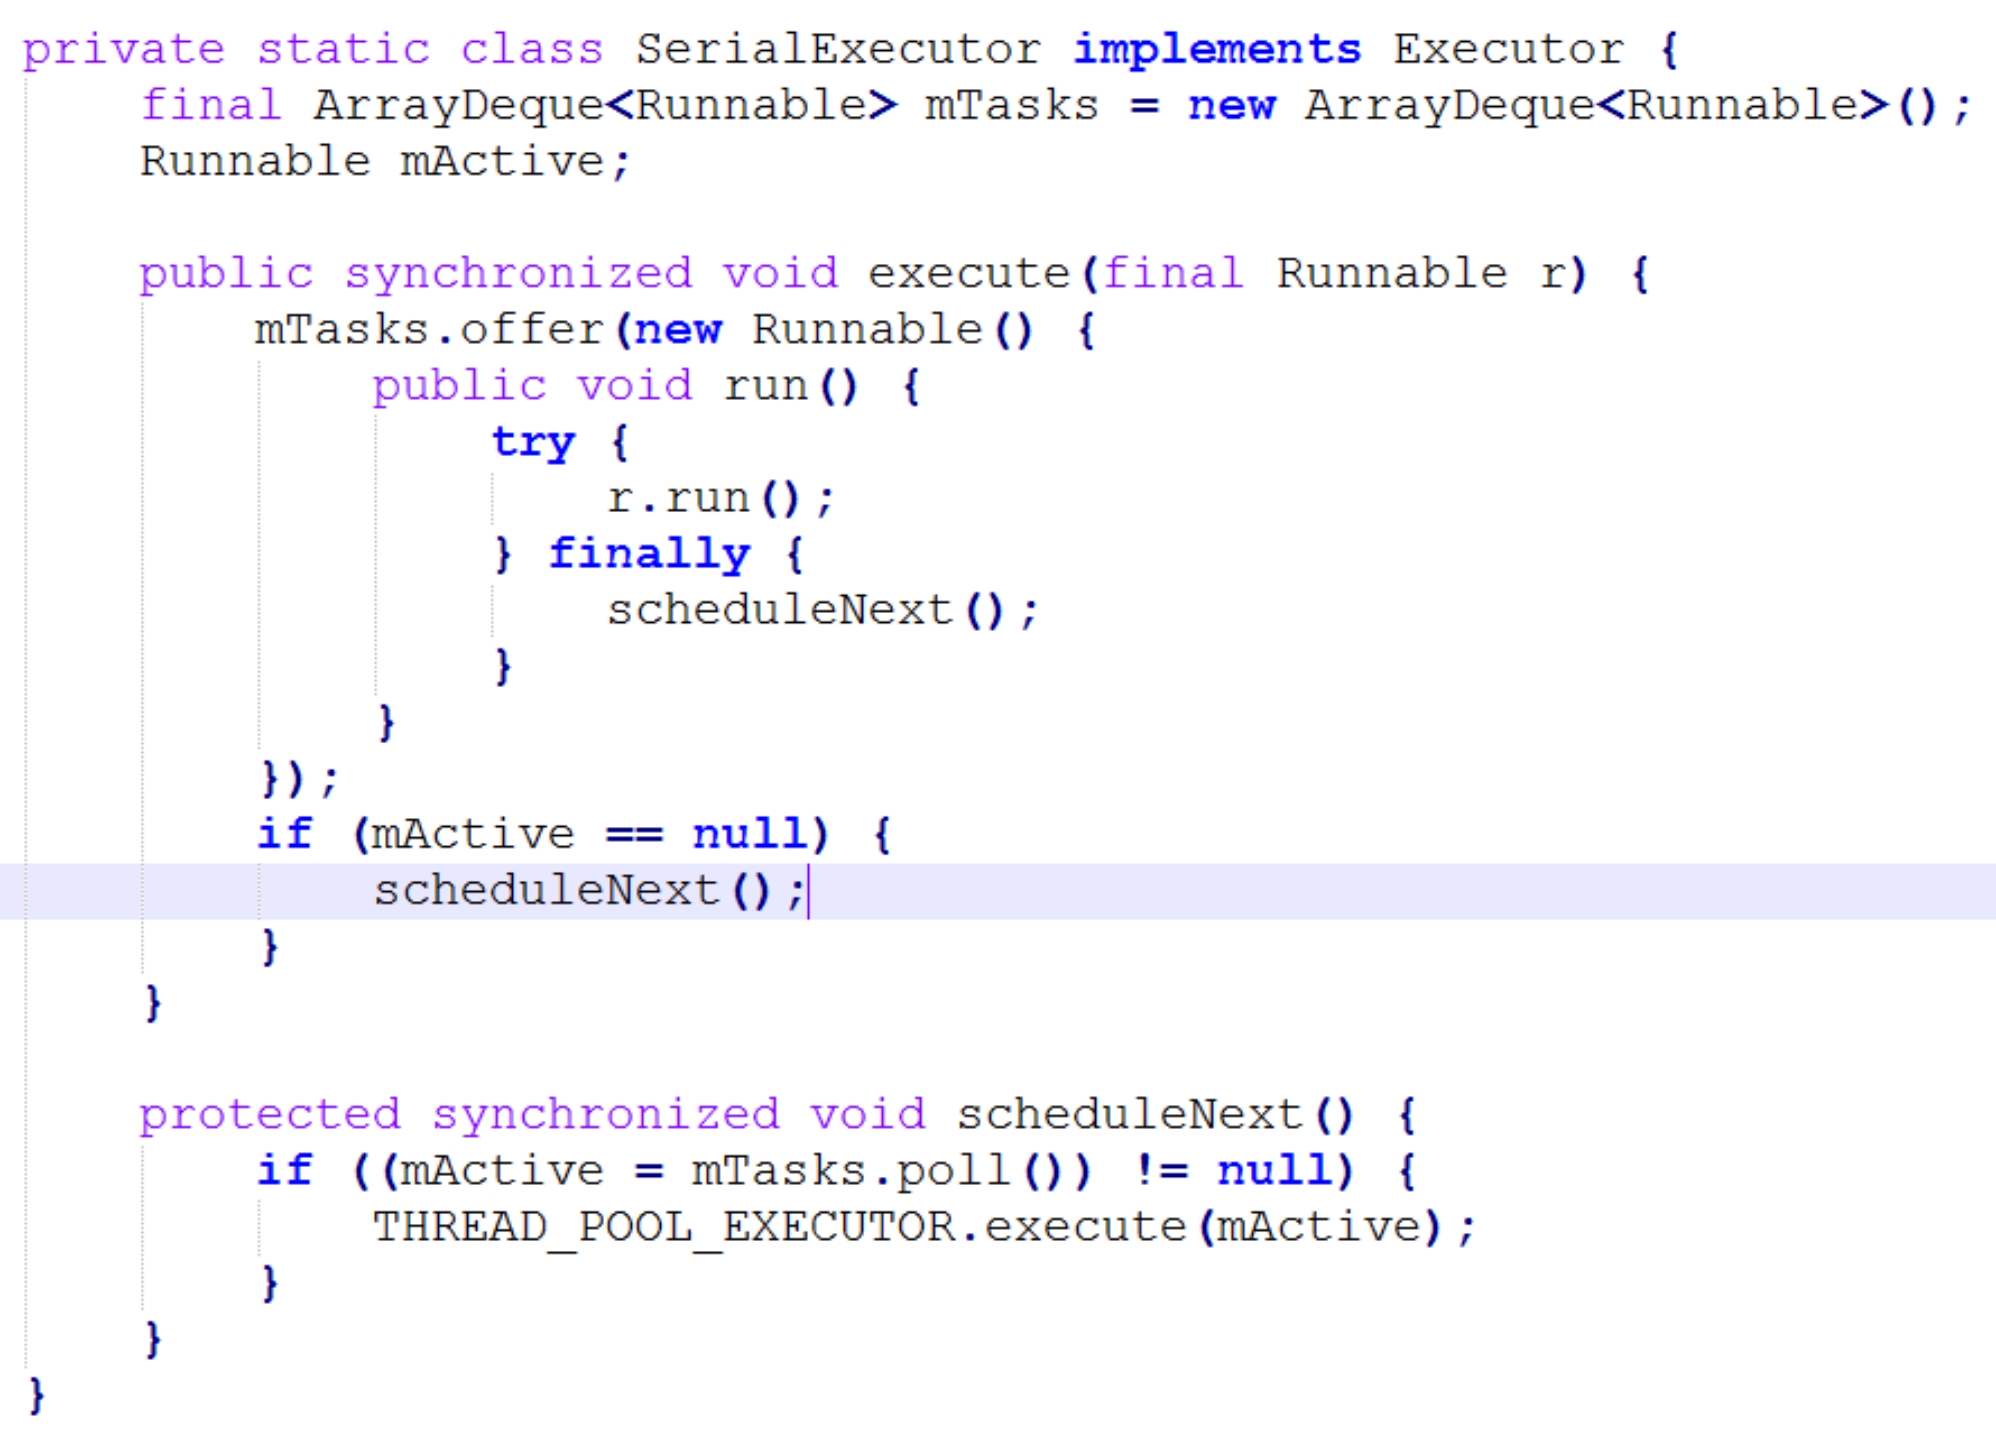 private static class SerialExecutor implements Executor {
    final ArrayDeque<Runnable> mTasks = new ArrayDeque<Runnable>();
    Runnable mActive;

    public synchronized void execute(final Runnable r) {
        mTasks.offer(new Runnable() {
            public void run() {
                try {
                    r.run();
                } finally {
                    scheduleNext();
                }
            }
        });
        if (mActive == null) {
            scheduleNext();
        }
    }

    protected synchronized void scheduleNext() {
        if ((mActive = mTasks.poll()) != null) {
            THREAD_POOL_EXECUTOR.execute(mActive);
        }
    }
}